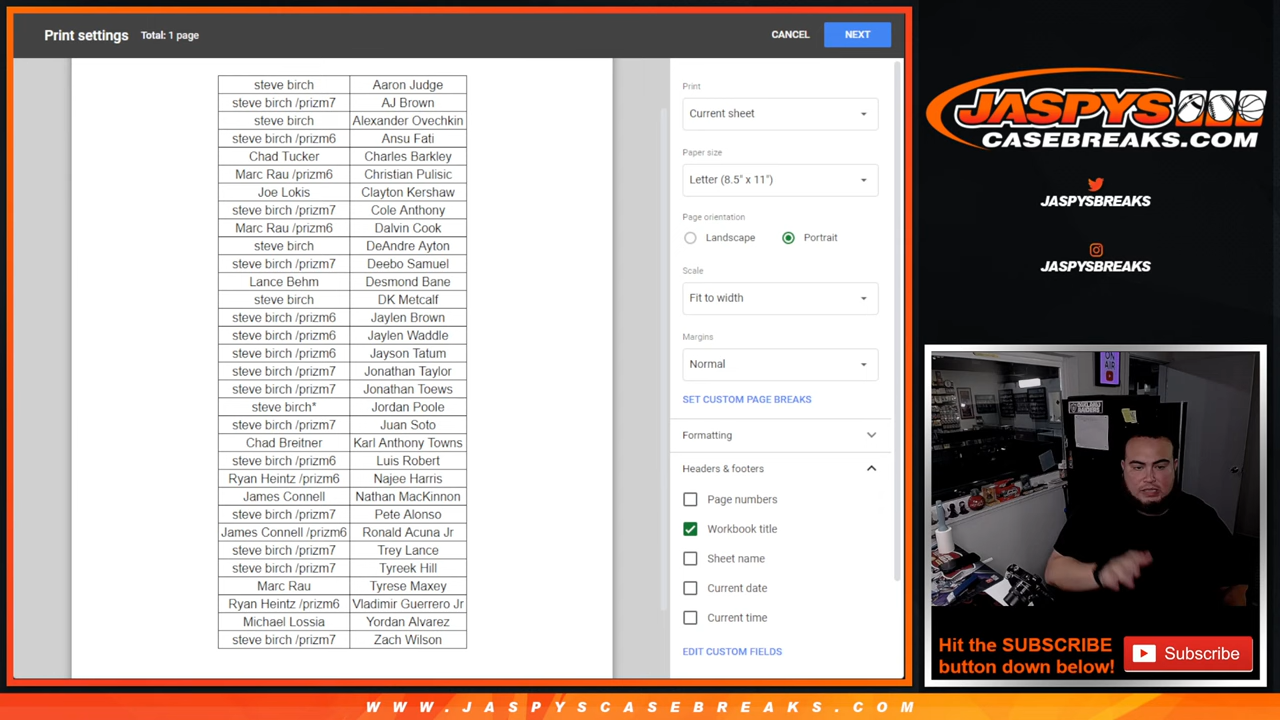 Print settings Total: 1 page CANCEL NEXT
steve birch Aaron Judge
steve birch /prizm7 AJ Brown
steve birch Alexander Ovechkin
steve birch /prizm6 Ansu Fati
Chad Tucker Charles Barkley
Marc Rau /prizm6 Christian Pulisic
Joe Lokis Clayton Kershaw
steve birch /prizm7 Cole Anthony
Marc Rau /prizm6 Dalvin Cook
steve birch DeAndre Ayton
steve birch /prizm7 Deebo Samuel
Lance Behm Desmond Bane
steve birch DK Metcalf
steve birch /prizm6 Jaylen Brown
steve birch /prizm6 Jaylen Waddle
steve birch /prizm6 Jayson Tatum
steve birch /prizm7 Jonathan Taylor
steve birch /prizm7 Jonathan Toews
steve birch* Jordan Poole
steve birch /prizm7 Juan Soto
Chad Breitner Karl Anthony Towns
steve birch /prizm6 Luis Robert
Ryan Heintz /prizm6 Najee Harris
James Connell Nathan MacKinnon
steve birch /prizm7 Pete Alonso
James Connell /prizm6 Ronald Acuna Jr
steve birch /prizm7 Trey Lance
steve birch /prizm7 Tyreek Hill
Marc Rau Tyrese Maxey
Ryan Heintz /prizm6 Vladimir Guerrero Jr
Michael Lossia Yordan Alvarez
steve birch /prizm7 Zach Wilson
Print
Current sheet
Paper size
Letter (8.5" x 11")
Page orientation
Landscape Portrait
Scale
Fit to width
Margins
Normal
SET CUSTOM PAGE BREAKS
Formatting
Headers & footers
Page numbers
Workbook title
Sheet name
Current date
Current time
EDIT CUSTOM FIELDS
JASPYS
CASEBREAKS.COM
JASPYSBREAKS
JASPYSBREAKS
ON
AIR
Hit the SUBSCRIBE
button down below!
Subscribe
WWW.JASPYSCASEBREAKS.COM